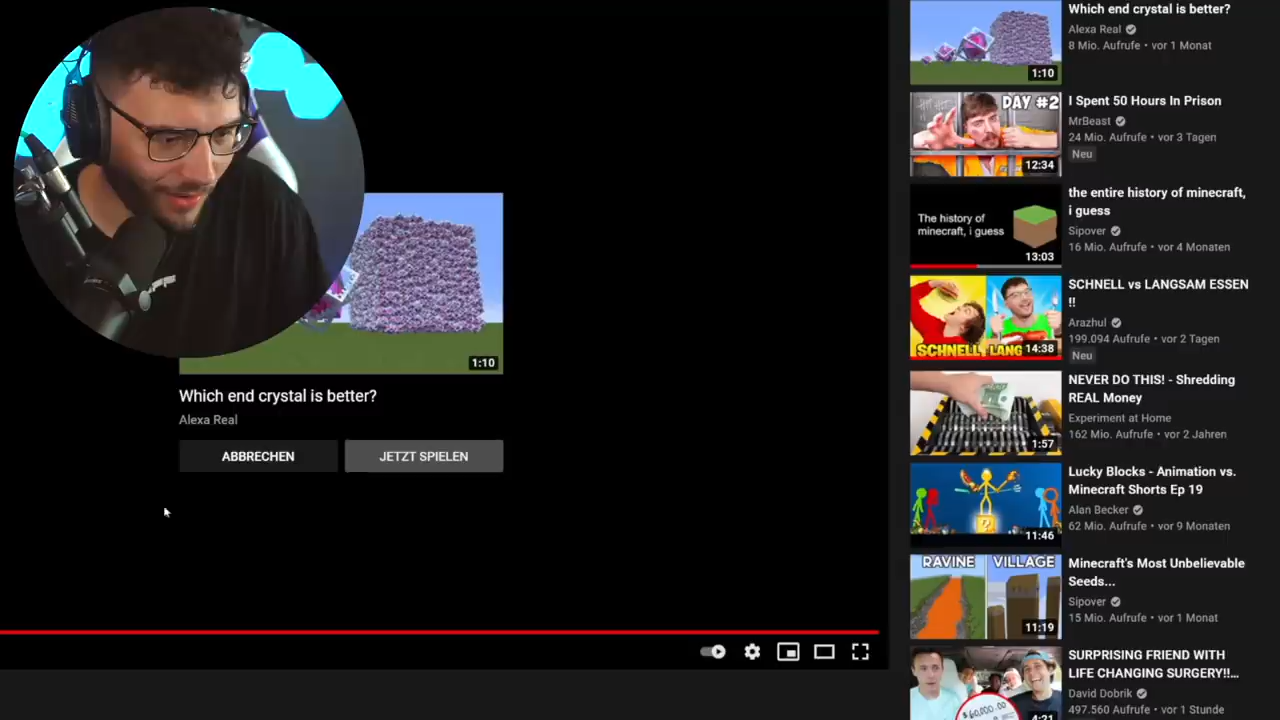 1:10
Which end crystal is better?
Alexa Real
ABBRECHEN
JETZT SPIELEN
Which end crystal is better?
Alexa Real
8 Mio. Aufrufe • vor 1 Monat
1:10
DAY #2
12:34
I Spent 50 Hours In Prison
MrBeast
24 Mio. Aufrufe • vor 3 Tagen
Neu
The history of
minecraft, i guess
13:03
the entire history of minecraft,
i guess
Sipover
16 Mio. Aufrufe • vor 4 Monaten
SCHNELL LANG
14:38
SCHNELL vs LANGSAM ESSEN
!!
Arazhul
199.094 Aufrufe • vor 2 Tagen
Neu
1:57
NEVER DO THIS! - Shredding
REAL Money
Experiment at Home
162 Mio. Aufrufe • vor 2 Jahren
?
11:46
Lucky Blocks - Animation vs.
Minecraft Shorts Ep 19
Alan Becker
62 Mio. Aufrufe • vor 9 Monaten
RAVINE VILLAGE
11:19
Minecraft's Most Unbelievable
Seeds...
Sipover
15 Mio. Aufrufe • vor 1 Monat
$60,000.00
4:21
SURPRISING FRIEND WITH
LIFE CHANGING SURGERY!!...
David Dobrik
497.560 Aufrufe • vor 1 Stunde